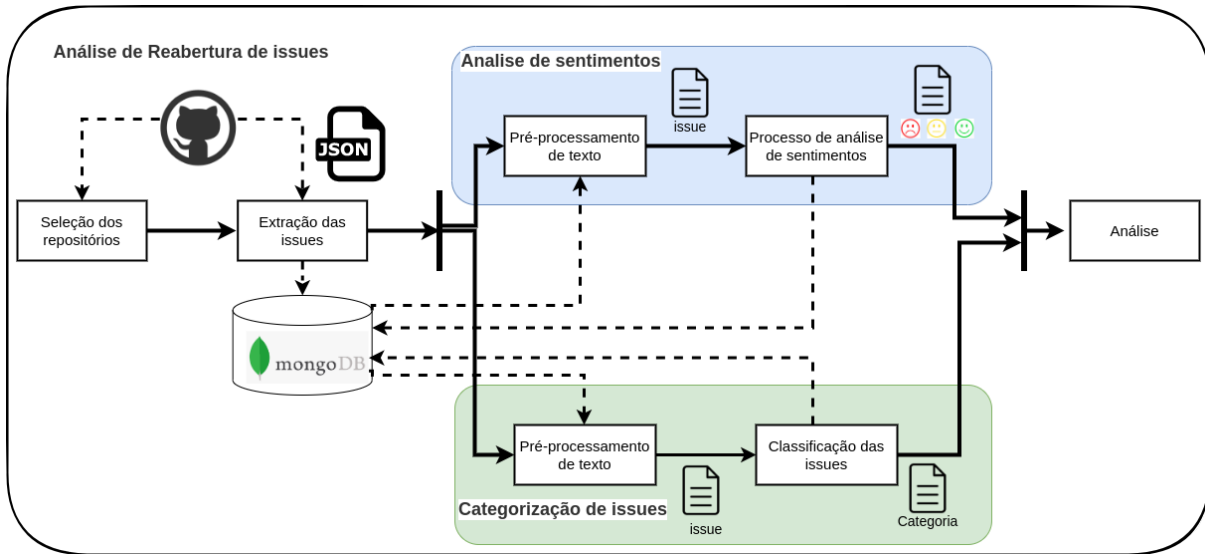 Análise de Reabertura de issues
JSON
Seleção dos
repositórios
Extração das
issues
mongoDB
Analise de sentimentos
Pré-processamento
de texto
issue
Processo de análise
de sentimentos
Análise
Pré-processamento
de texto
issue
Classificação das
issues
Categoria
Categorização de issues